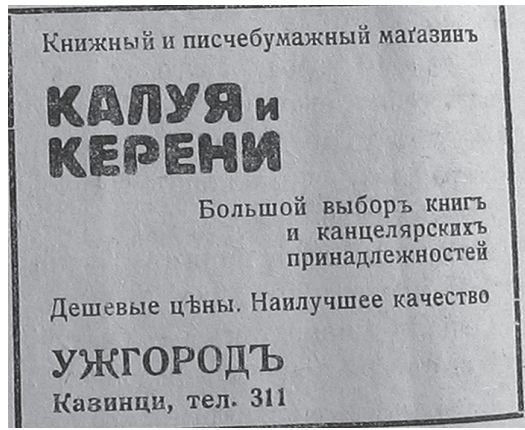 Книжный и писчебумажный маґазинъ
КАЛУЯ и
КЕРЕНИ
Большой выборъ книгъ
и канцелярскихъ
принадлежностей
Дешевые цѣны. Наилучшее качество
УЖГОРОДЪ
Казинци, тел. 311